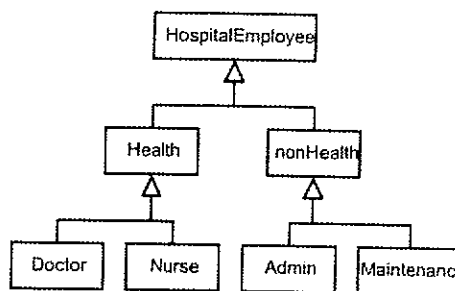 HospitalEmployee
Health
nonHealth
Doctor
Nurse
Admin
Maintenanc